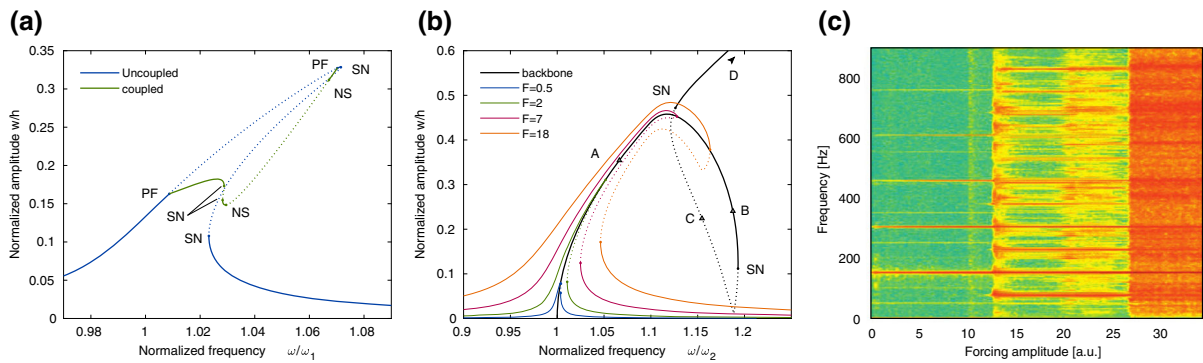 (a)
0.35
0.3
0.25
0.2
0.15
0.1
0.05
0
Normalized amplitude w/h
Uncoupled
coupled
PF
SN
NS
PF
SN
NS
SN
0.98
1
1.02
1.04
1.06
1.08
Normalized frequency ω/ω1
(b)
0.6
0.5
0.4
0.3
0.2
0.1
0
Normalized amplitude w/h
backbone
F=0.5
F=2
F=7
F=18
D
SN
A
C
B
SN
0.9
0.95
1
1.05
1.1
1.2
Normalized frequency ω/ω2
(c)
800
600
400
200
0
Frequency [Hz]
0
5
10
15
20
25
30
Forcing amplitude [a.u.]